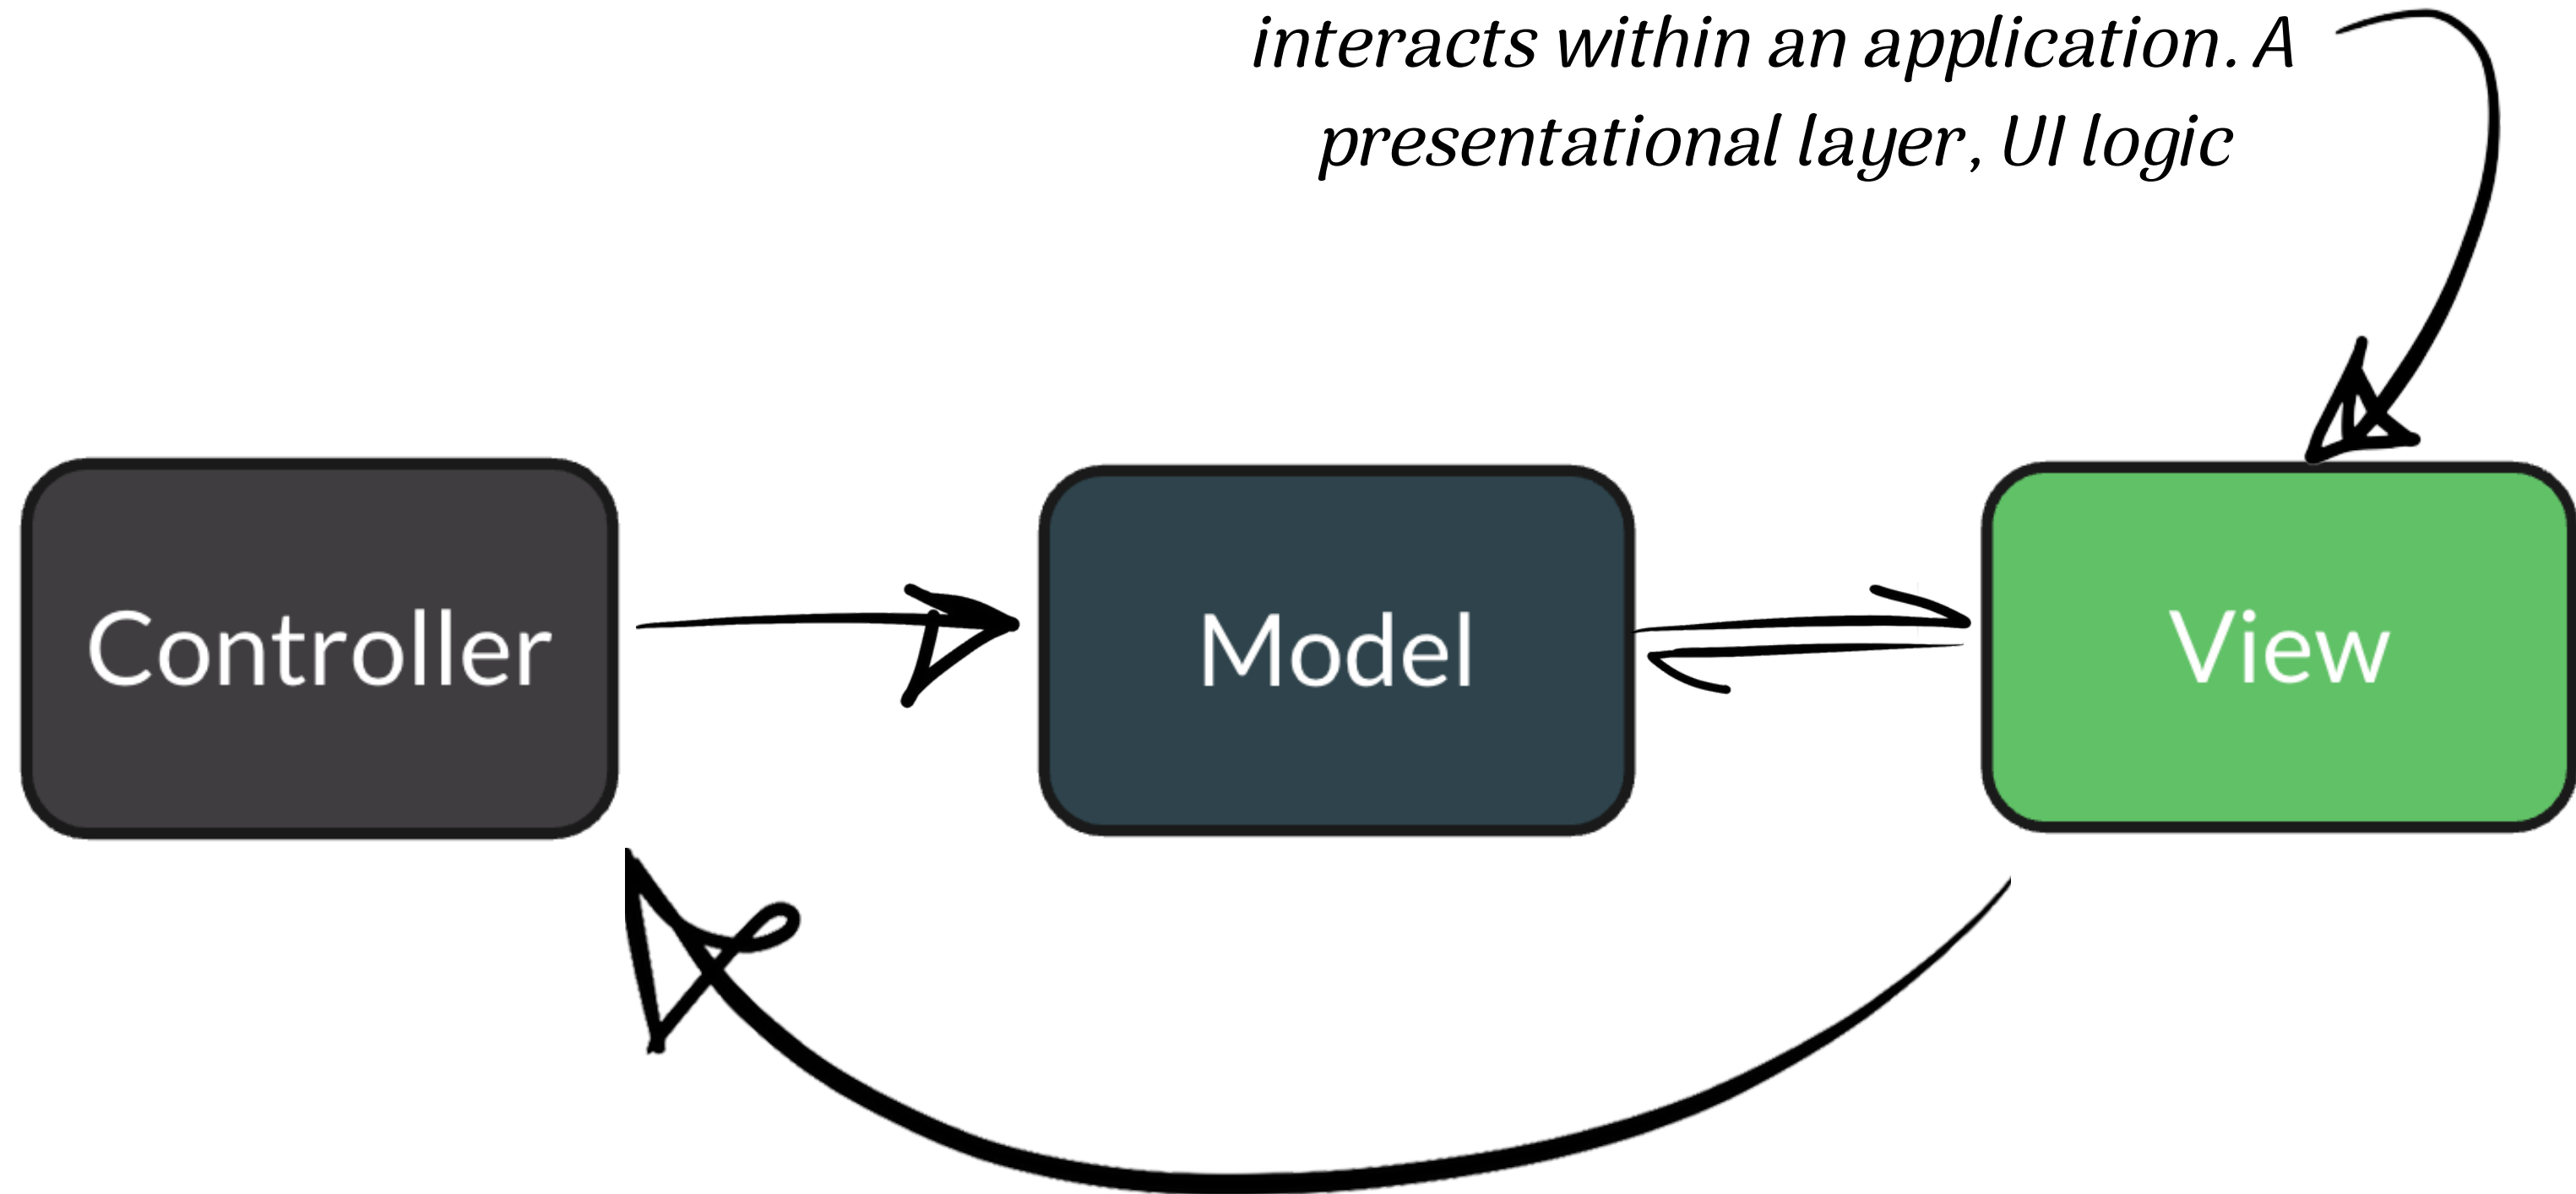 interacts within an application. A
presentational layer, UI logic
Controller
Model
View